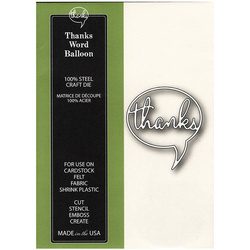 thanks
Thanks
Word
Balloon
100% STEEL
CRAFT DIE
MATRICE DE DÉCOUPE
100% ACIER
thanks
FOR USE ON
CARDSTOCK
FELT
FABRIC
SHRINK PLASTIC
CUT
STENCIL
EMBOSS
CREATE
MADE in the USA